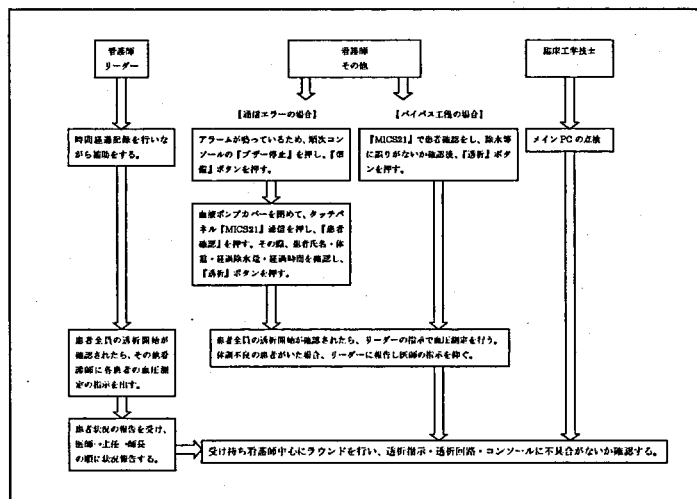 看護師
リーダー
看護師
その他
臨床工学技士
【通信エラーの場合】
【バイパス工程の場合】
時間経過記録を行いな
がら補助をする。
アラームが鳴っているため、順次コン
ソールの『ブザー停止』を押し、『準
備』ボタンを押す。
『MICS21』で患者確認をし、除水等
に誤りがないか確認後、『透析』ボタ
ンを押す。
メインPCの点検
血液ポンプカバーを閉めて、タッチパ
ネル『MICS21』通信を押し、『患者
確認』を押す。その際、患者氏名・体
重・経過除水量・経過時間を確認し、
『透析』ボタンを押す。
患者全員の透析開始が
確認されたら、その他看
護師に各患者の血圧測
定の指示を出す。
患者全員の透析開始が確認されたら、リーダーの指示で血圧測定を行う。
体調不良の患者がいた場合、リーダーに報告し医師の指示を仰ぐ。
患者状況の報告を受け、
医師→主任→師長
の順に状況報告する。
受け持ち看護師中心にラウンドを行い、透析指示・透析回路・コンソールに不具合がないか確認する。